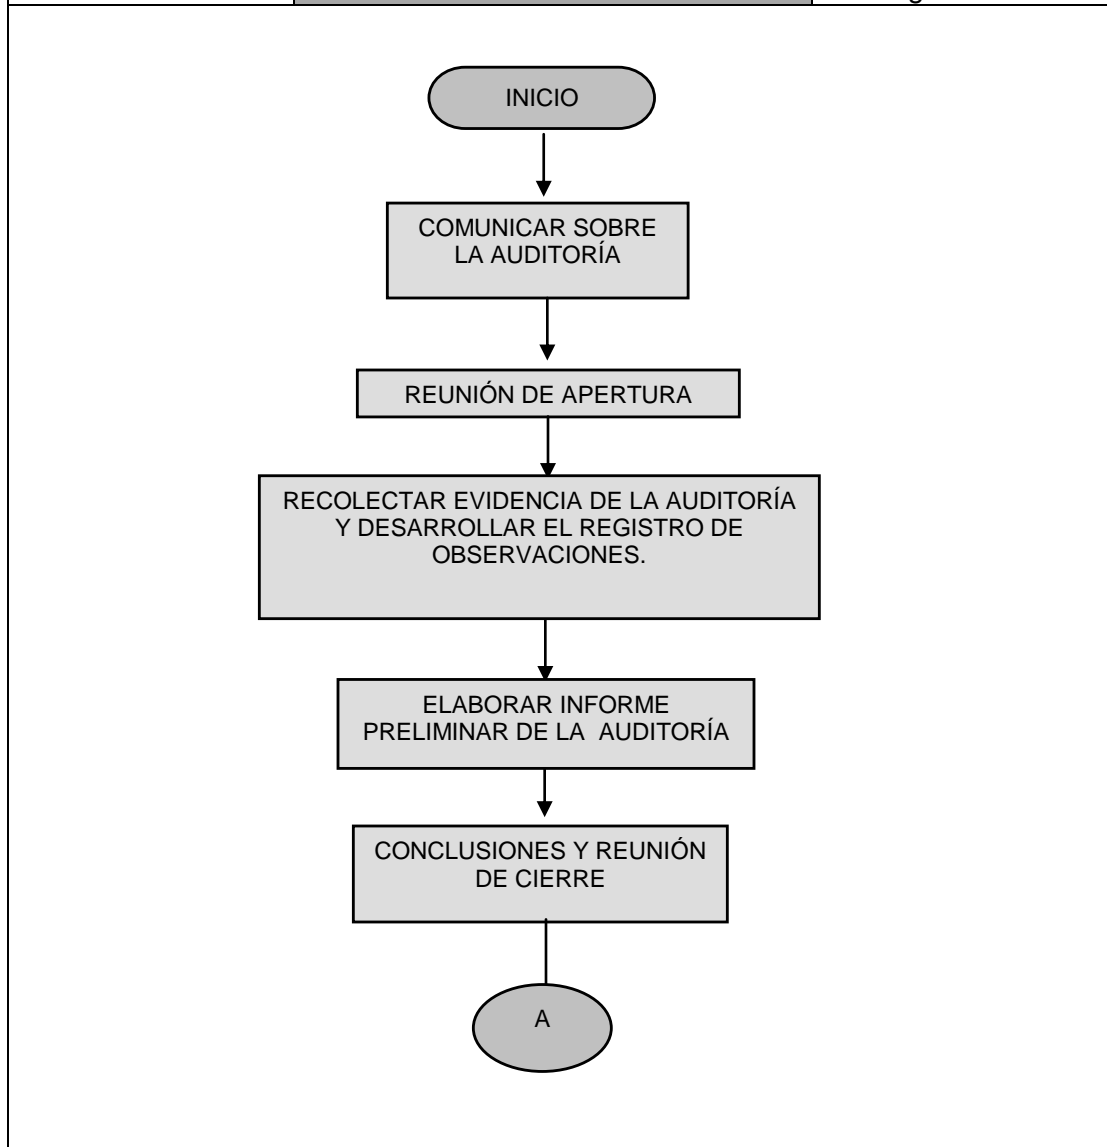 INICIO
COMUNICAR SOBRE
LA AUDITORÍA
REUNIÓN DE APERTURA
RECOLECTAR EVIDENCIA DE LA AUDITORÍA
Y DESARROLLAR EL REGISTRO DE
OBSERVACIONES.
ELABORAR INFORME
PRELIMINAR DE LA AUDITORÍA
CONCLUSIONES Y REUNIÓN
DE CIERRE
A